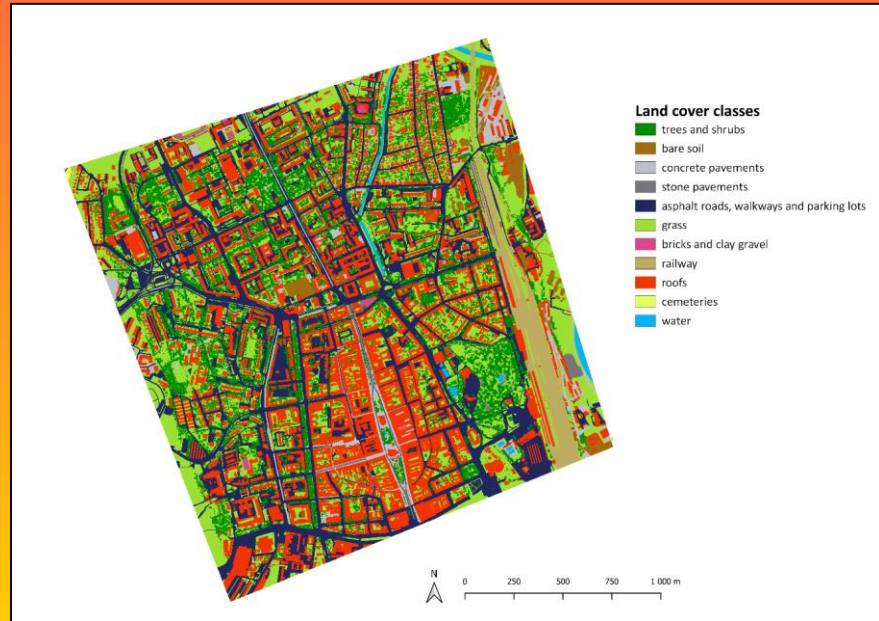 Land cover classes
trees and shrubs
bare soil
concrete pavements
stone pavements
asphalt roads, walkways and parking lots
grass
bricks and clay gravel
railway
roofs
cemeteries
water
N
0 250 500 750 1 000 m